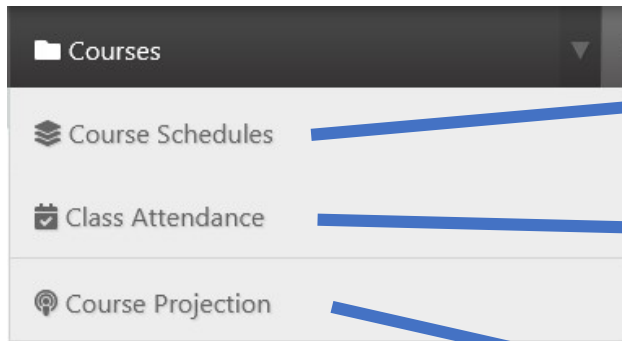 Courses
Course Schedules
Class Attendance
Course Projection